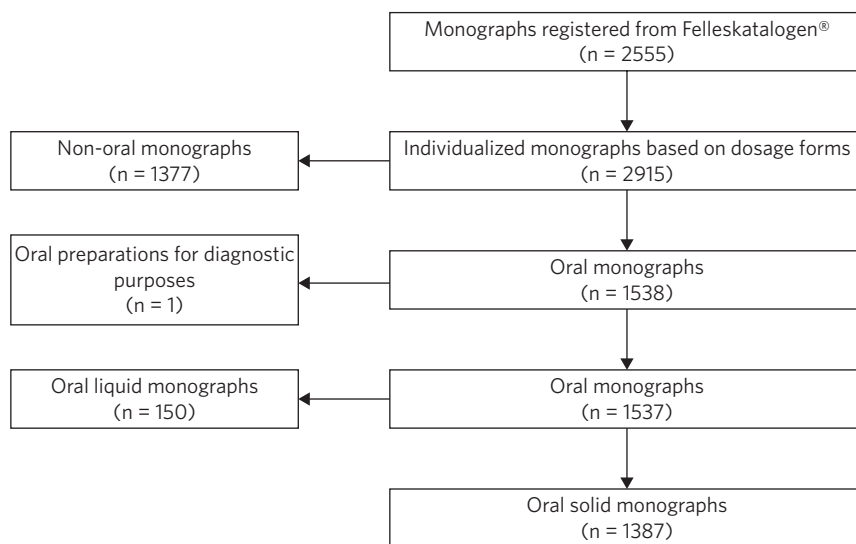 Monographs registered from Felleskatalogen®
(n = 2555)
Non-oral monographs
(n = 1377)
Individualized monographs based on dosage forms
(n = 2915)
Oral preparations for diagnostic
purposes
(n = 1)
Oral monographs
(n = 1538)
Oral liquid monographs
(n = 150)
Oral monographs
(n = 1537)
Oral solid monographs
(n = 1387)